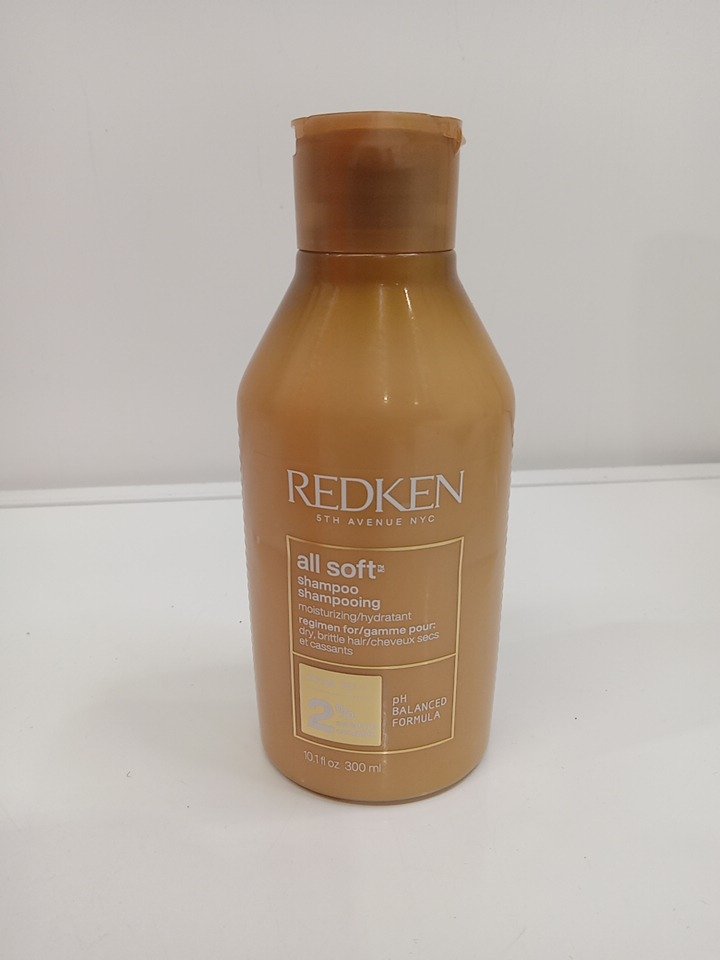 REDKEN
5TH AVENUE NYC
all soft™
shampoo
shampooing
moisturizing/hydratant
regimen for/gamme pour:
dry, brittle hair/cheveux secs
et cassants
2
pH
BALANCED
FORMULA
10.1 fl oz 300 ml